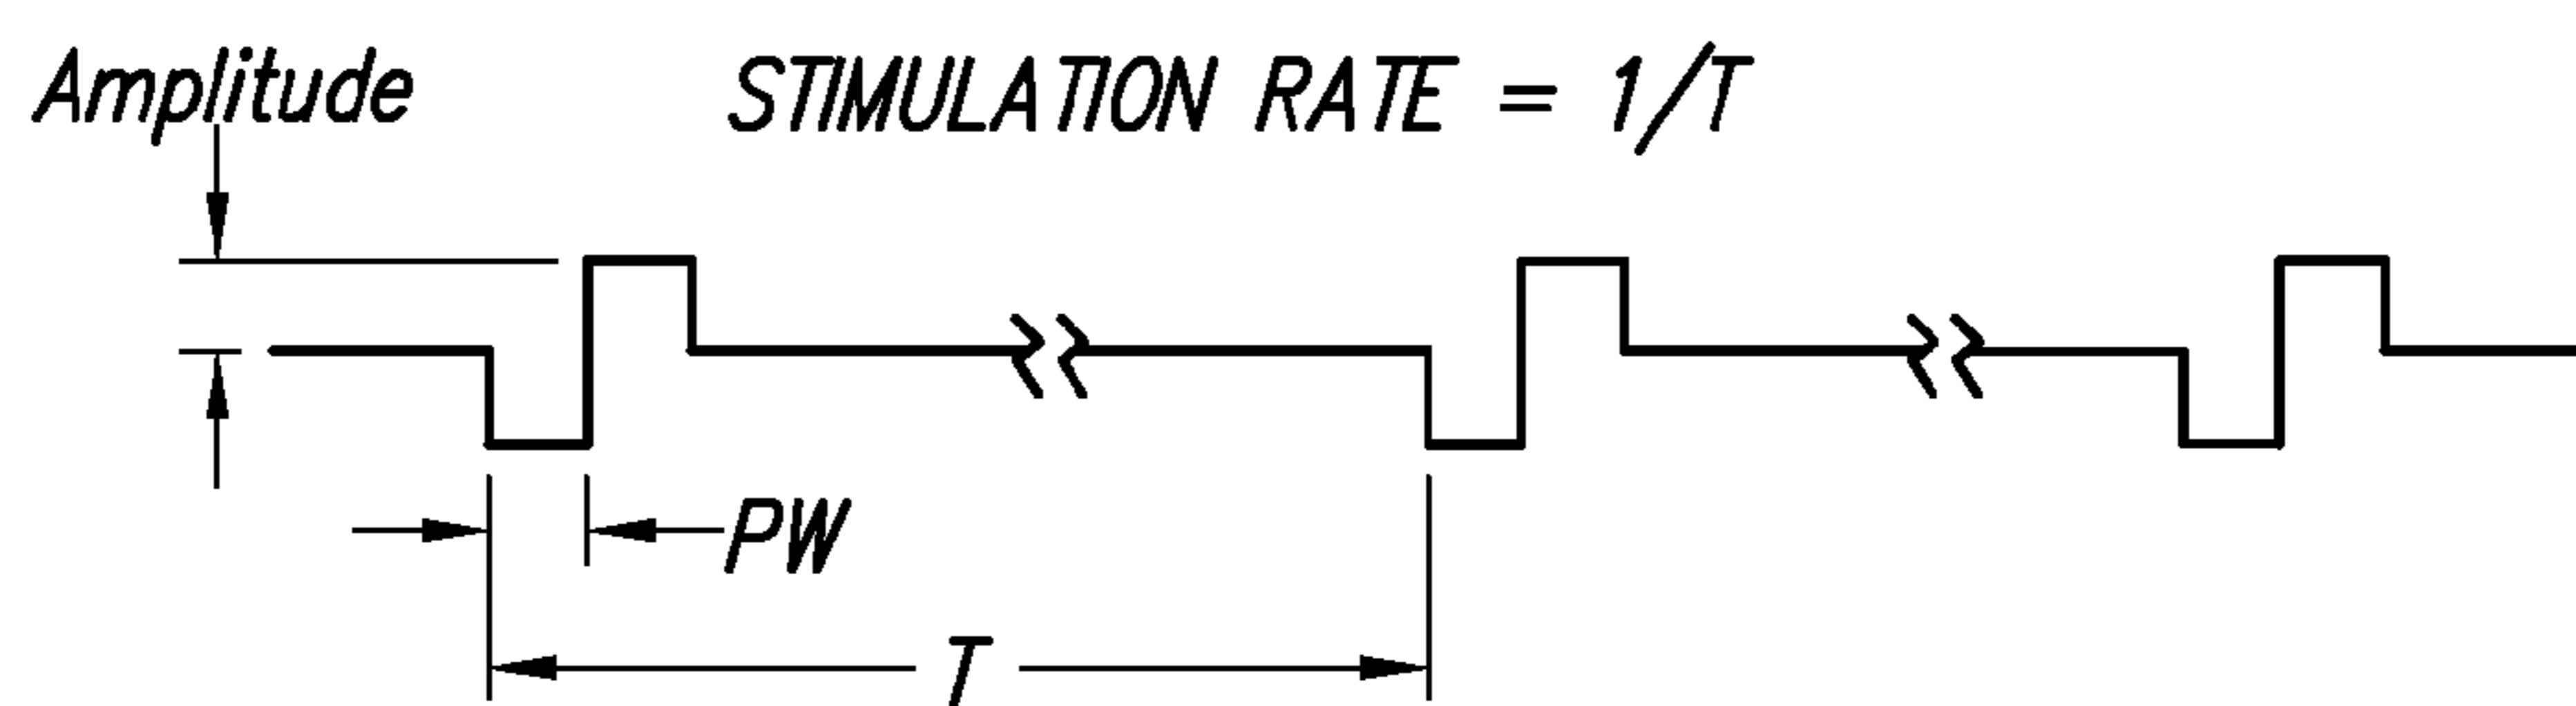 Amplitude
STIMULATION RATE = 1/T
PW
T